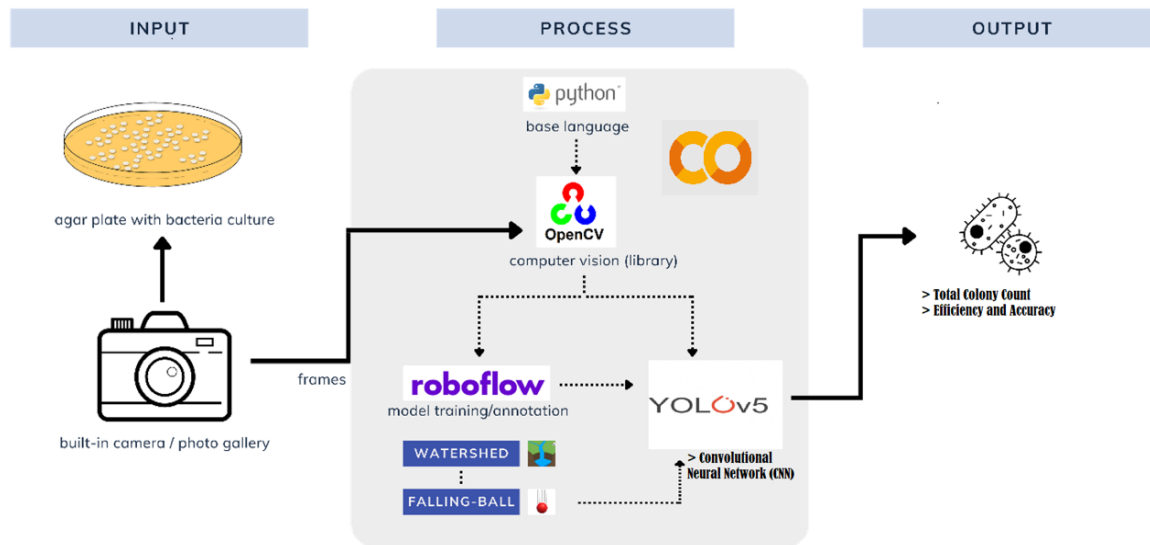 INPUT
PROCESS
OUTPUT
agar plate with bacteria culture
built-in camera / photo gallery
frames
python
base language
OpenCV
computer vision (library)
roboflow
model training/annotation
WATERSHED
FALLING-BALL
YOLOv5
> Convolutional
Neural Network (CNN)
> Total Colony Count
> Efficiency and Accuracy